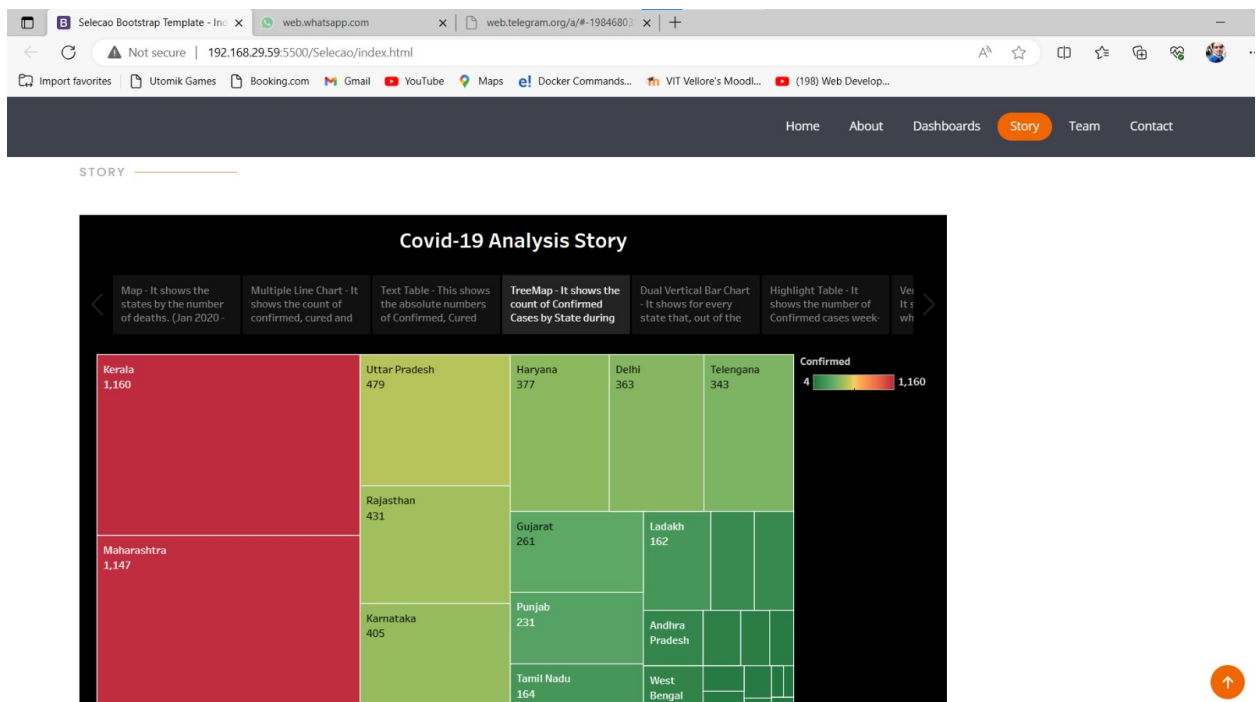 Selecao Bootstrap Template - Ind
web.whatsapp.com
web.telegram.org/a/#-19846803
Not secure | 192.168.29.59:5500/Selecao/index.html
Import favorites
Utomik Games
Booking.com
Gmail
YouTube
Maps
Docker Commands...
VIT Vellore's Moodl...
(198) Web Develop...
Home
About
Dashboards
Story
Team
Contact
STORY
Covid-19 Analysis Story
Map - It shows the
states by the number
of deaths. (Jan 2020 -
Multiple Line Chart - It
shows the count of
confirmed, cured and
Text Table - This shows
the absolute numbers
of Confirmed, Cured
TreeMap - It shows the
count of Confirmed
Cases by State during
Dual Vertical Bar Chart
- It shows for every
state that, out of the
Highlight Table - It
shows the number of
Confirmed cases week-
Kerala
1,160
Uttar Pradesh
479
Haryana
377
Delhi
363
Telengana
343
Confirmed
4
1,160
Rajasthan
431
Gujarat
261
Ladakh
162
Maharashtra
1,147
Punjab
231
Karnataka
405
Andhra
Pradesh
Tamil Nadu
164
West
Bengal